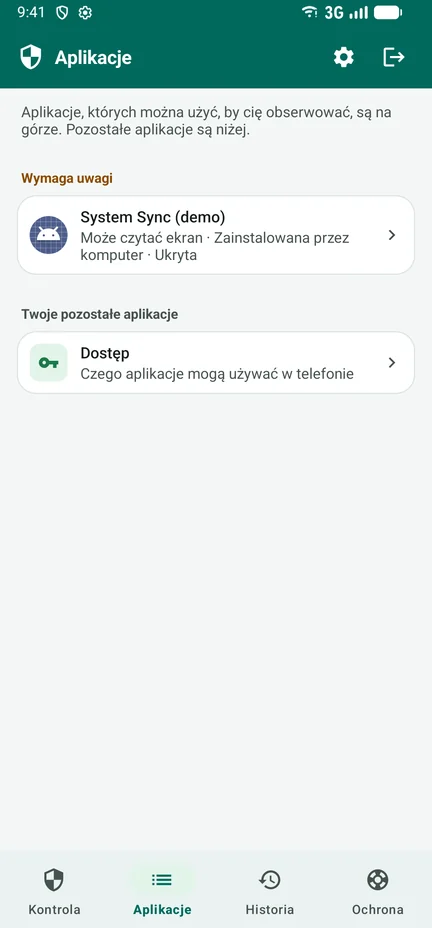 9:41
3G
Aplikacje
Aplikacje, których można użyć, by cię obserwować, są na
górze. Pozostałe aplikacje są niżej.
Wymaga uwagi
System Sync (demo)
Może czytać ekran · Zainstalowana przez
komputer · Ukryta
Twoje pozostałe aplikacje
Dostęp
Czego aplikacje mogą używać w telefonie
Kontrola
Aplikacje
Historia
Ochrona